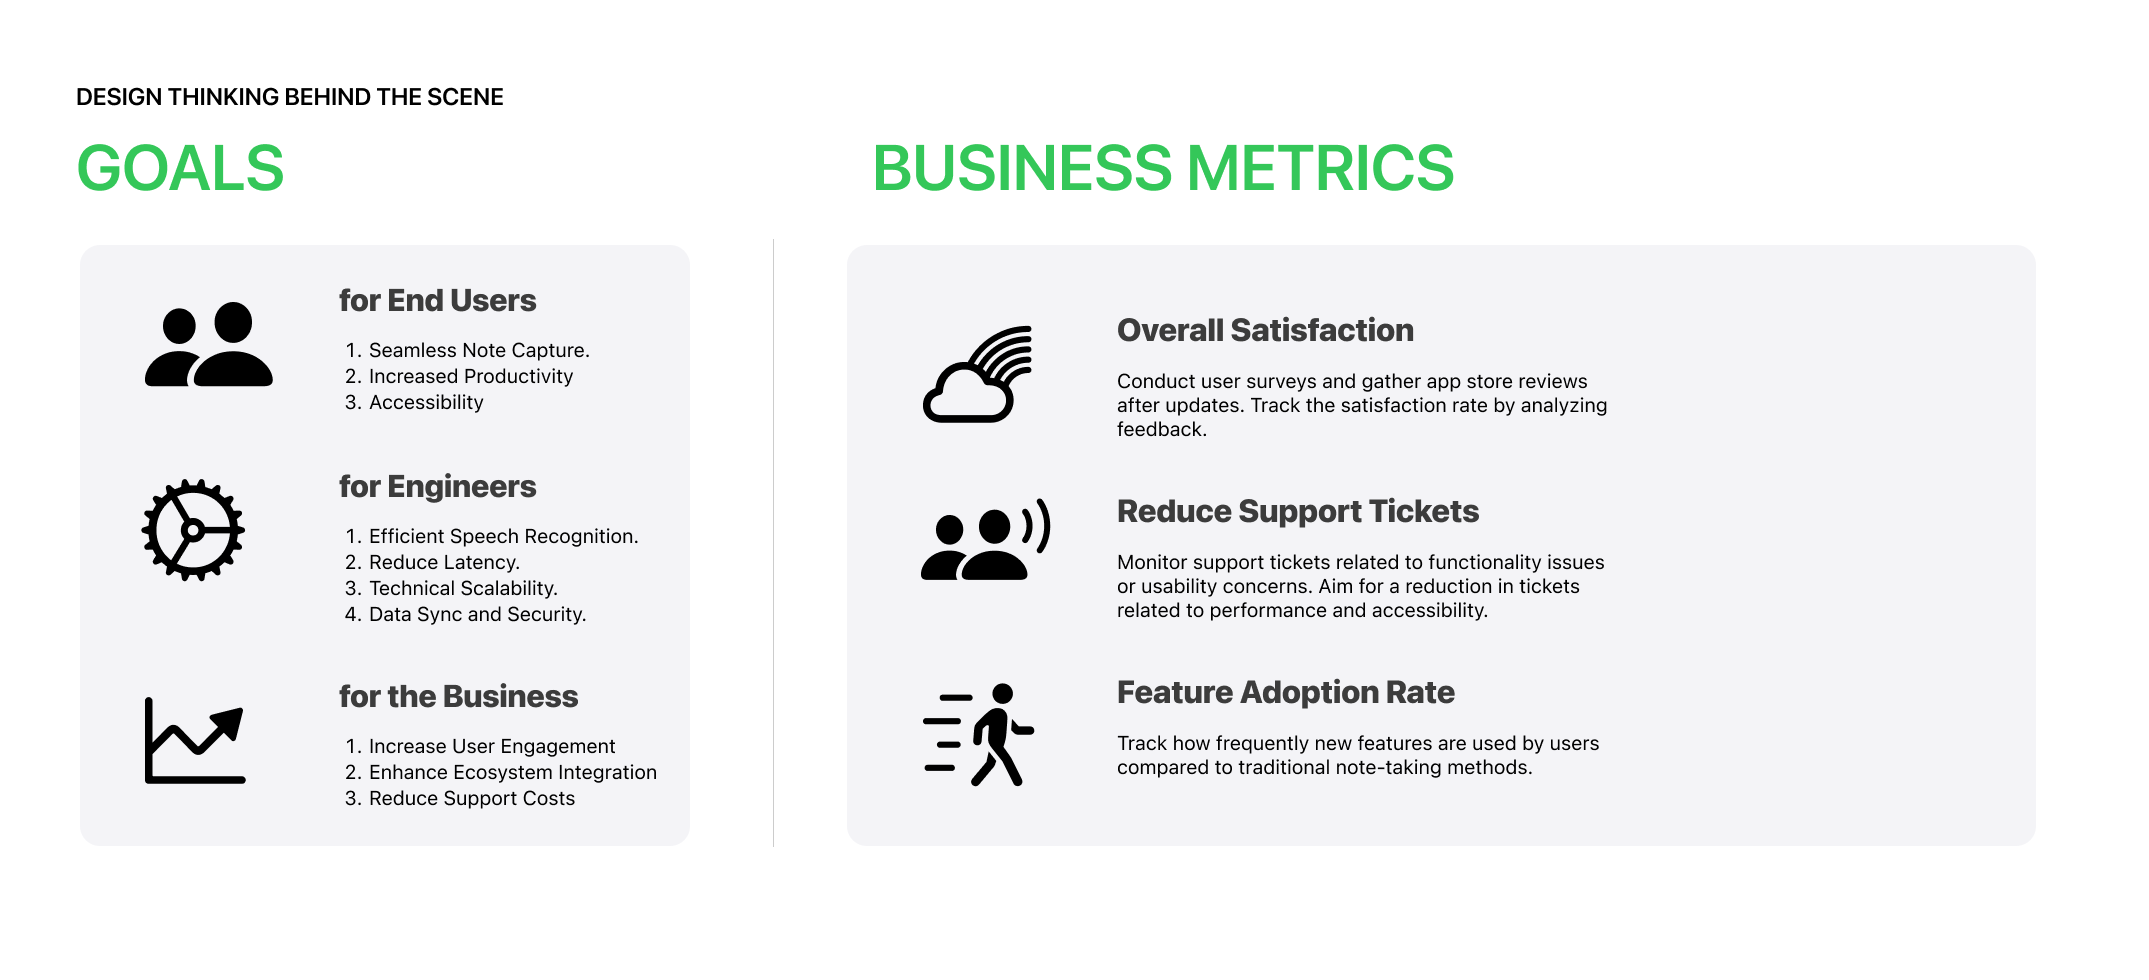 DESIGN THINKING BEHIND THE SCENE
GOALS
for End Users
1. Seamless Note Capture.
2. Increased Productivity
3. Accessibility
for Engineers
1. Efficient Speech Recognition.
2. Reduce Latency.
3. Technical Scalability.
4. Data Sync and Security.
for the Business
1. Increase User Engagement
2. Enhance Ecosystem Integration
3. Reduce Support Costs
BUSINESS METRICS
Overall Satisfaction
Conduct user surveys and gather app store reviews
after updates. Track the satisfaction rate by analyzing
feedback.
Reduce Support Tickets
Monitor support tickets related to functionality issues
or usability concerns. Aim for a reduction in tickets
related to performance and accessibility.
Feature Adoption Rate
Track how frequently new features are used by users
compared to traditional note-taking methods.